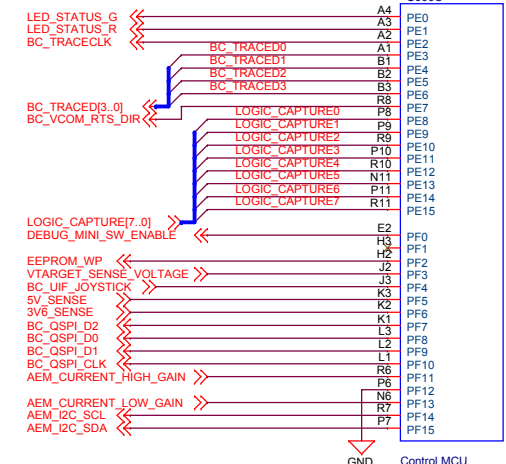 LED_STATUS_G A4 PE0
LED_STATUS_R A3 PE1
BC_TRACECLK A2 PE2
BC_TRACED0 A1 PE3
BC_TRACED1 B1 PE4
BC_TRACED2 B2 PE5
BC_TRACED3 B3 PE6
BC_TRACED[3..0]
BC_VCOM_RTS_DIR R8 PE7
LOGIC_CAPTURE0 P8 PE8
LOGIC_CAPTURE1 P9 PE9
LOGIC_CAPTURE2 R9 PE10
LOGIC_CAPTURE3 P10 PE11
LOGIC_CAPTURE4 R10 PE12
LOGIC_CAPTURE5 N11 PE13
LOGIC_CAPTURE6 P11 PE14
LOGIC_CAPTURE7 R11 PE15
LOGIC_CAPTURE[7..0]
DEBUG_MINI_SW_ENABLE E2 PF0
H3 PF1
EEPROM_WP H2 PF2
VTARGET_SENSE_VOLTAGE J2 PF3
BC_UIF_JOYSTICK J3 PF4
5V_SENSE K3 PF5
3V6_SENSE K2 PF6
BC_QSPI_D2 K1 PF7
BC_QSPI_D0 L3 PF8
BC_QSPI_D1 L2 PF9
BC_QSPI_CLK L1 PF10
AEM_CURRENT_HIGH_GAIN R6 PF11
P6 PF12
AEM_CURRENT_LOW_GAIN N6 PF13
AEM_I2C_SCL R7 PF14
AEM_I2C_SDA P7 PF15
GND Control MCU